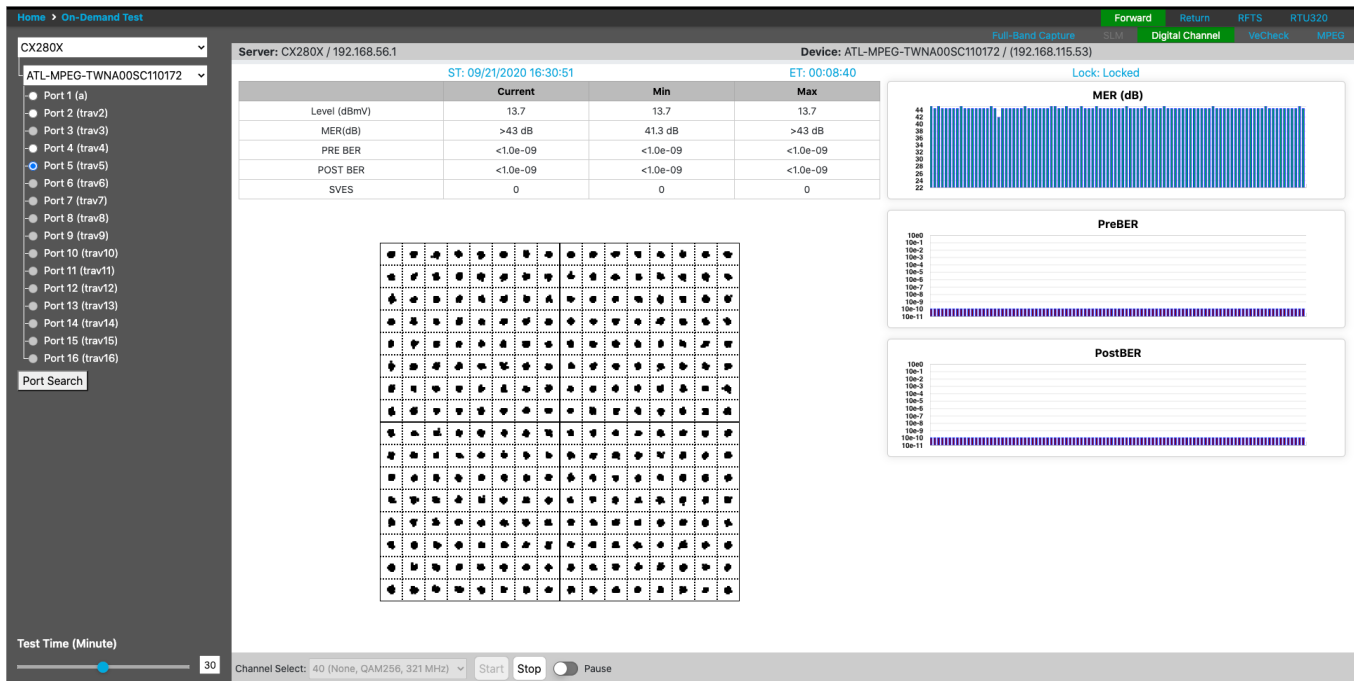 Home > On-Demand Test
Forward Return RFTS RTU320
Full-Band Capture SLM Digital Channel VeCheck MPEG
CX280X
ATL-MPEG-TWNA00SC110172
Port 1 (a)
Port 2 (trav2)
Port 3 (trav3)
Port 4 (trav4)
Port 5 (trav5)
Port 6 (trav6)
Port 7 (trav7)
Port 8 (trav8)
Port 9 (trav9)
Port 10 (trav10)
Port 11 (trav11)
Port 12 (trav12)
Port 13 (trav13)
Port 14 (trav14)
Port 15 (trav15)
Port 16 (trav16)
Port Search
Test Time (Minute)
30
Server: CX280X / 192.168.56.1 Device: ATL-MPEG-TWNA00SC110172 / (192.168.115.53)
ST: 09/21/2020 16:30:51 ET: 00:08:40 Lock: Locked
Current Min Max
Level (dBmV) 13.7 13.7 13.7
MER(dB) >43 dB 41.3 dB >43 dB
PRE BER <1.0e-09 <1.0e-09 <1.0e-09
POST BER <1.0e-09 <1.0e-09 <1.0e-09
SVES 0 0 0
MER (dB)
44
42
40
38
36
34
32
30
28
26
24
22
PreBER
10e0
10e-1
10e-2
10e-3
10e-4
10e-5
10e-6
10e-7
10e-8
10e-9
10e-10
10e-11
PostBER
10e0
10e-1
10e-2
10e-3
10e-4
10e-5
10e-6
10e-7
10e-8
10e-9
10e-10
10e-11
Channel Select: 40 (None, QAM256, 321 MHz) Start Stop Pause